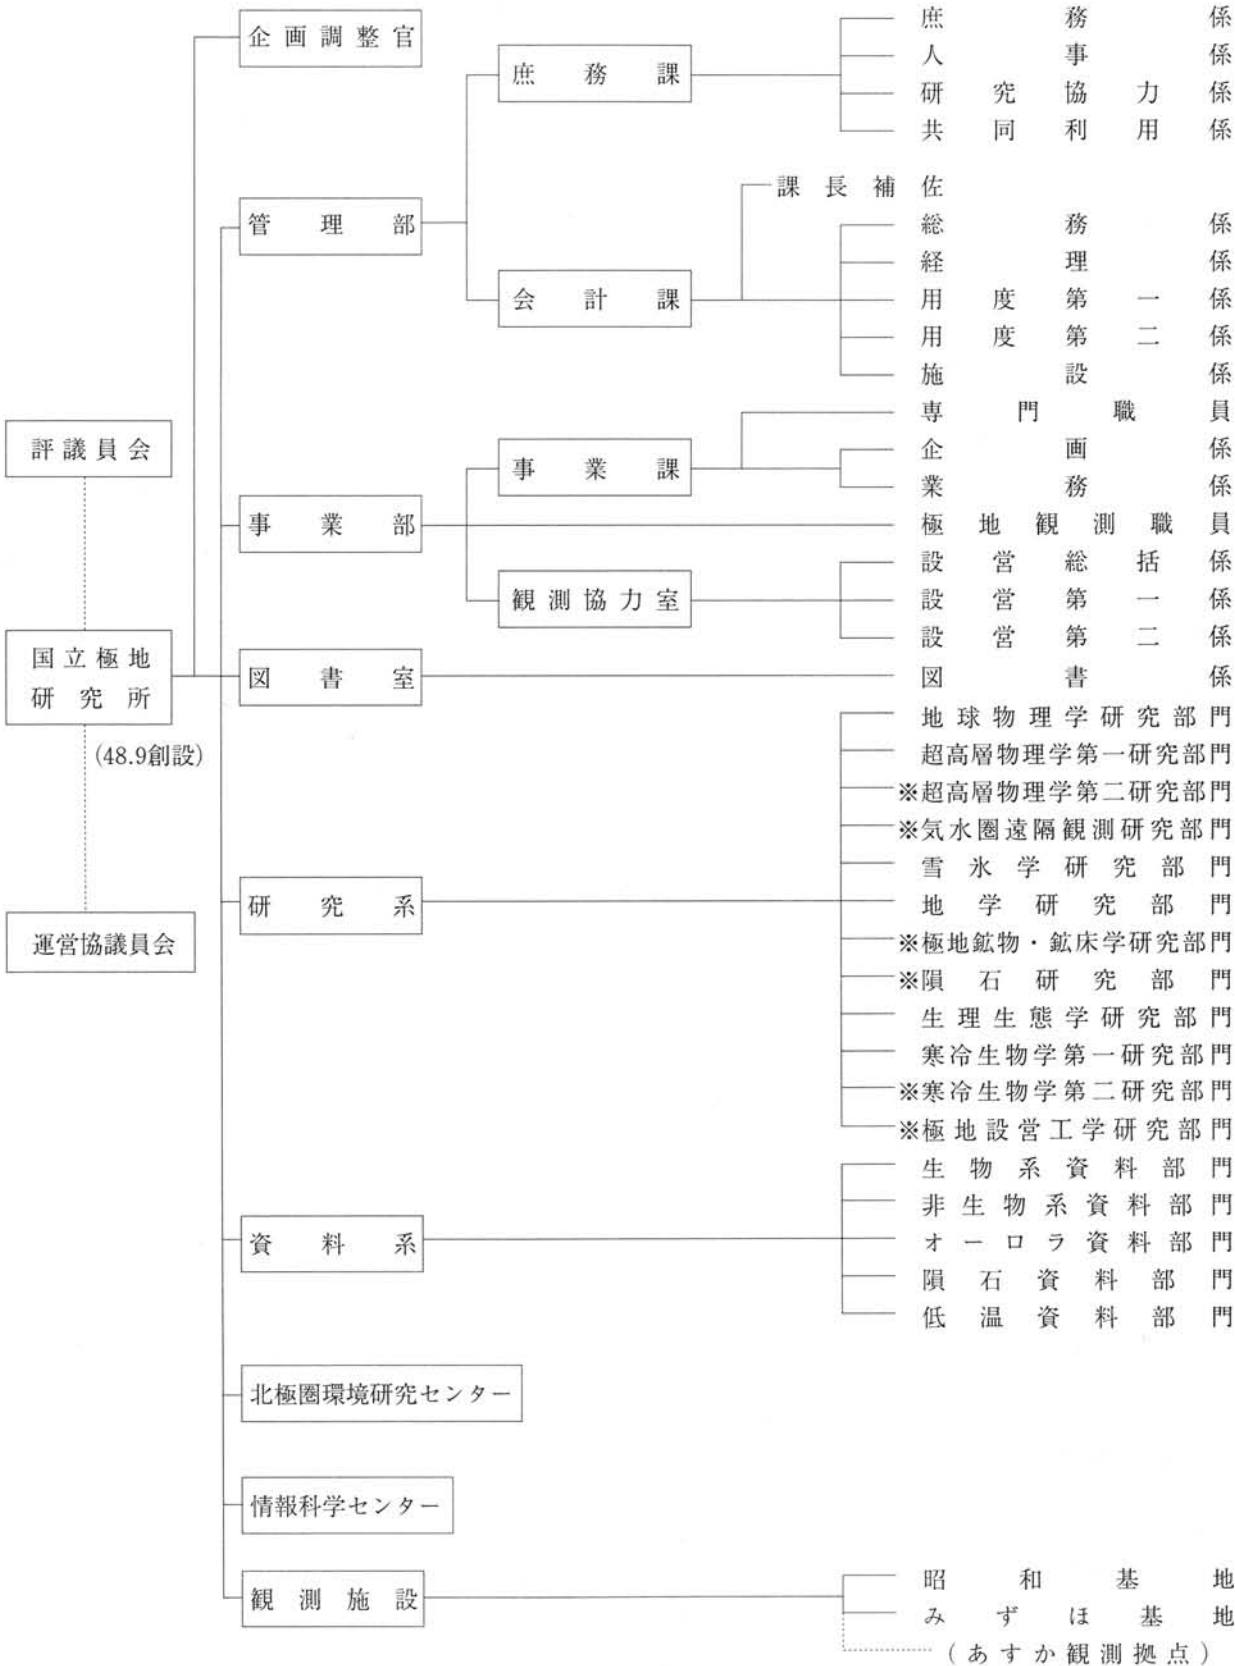 企画調整官
庶務課
庶務係
人事係
研究協力係
共同利用係
管理部
課長補佐
会計課
総務係
経理係
用度第一係
用度第二係
施設係
評議員会
事業部
事業課
専門職員
企画係
業務係
極地観測職員
観測協力室
設営総括係
設営第一係
設営第二係
国立極地
研究所
(48.9創設)
図書室
図書係
運営協議員会
研究系
地球物理学研究部門
超高層物理学第一研究部門
※超高層物理学第二研究部門
※気水圏遠隔観測研究部門
雪氷学研究部門
地学研究部門
※極地鉱物・鉱床学研究部門
※隕石研究部門
生理生態学研究部門
寒冷生物学第一研究部門
※寒冷生物学第二研究部門
※極地設営工学研究部門
資料系
生物系資料部門
非生物系資料部門
オーロラ資料部門
隕石資料部門
低温資料部門
北極圏環境研究センター
情報科学センター
観測施設
昭和基地
みずほ基地
(あすか観測拠点)